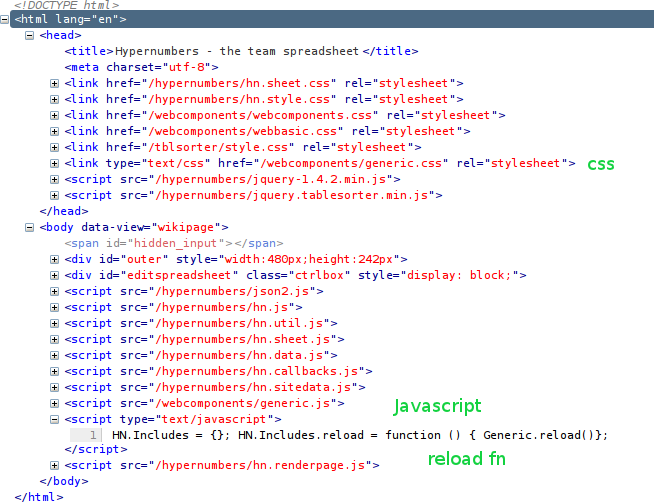 <!DOCTYPE html>
<html lang="en">
<head>
<title>Hypernumbers - the team spreadsheet</title>
<meta charset="utf-8">
<link href="/hypernumbers/hn.sheet.css" rel="stylesheet">
<link href="/hypernumbers/hn.style.css" rel="stylesheet">
<link href="/webcomponents/webcomponents.css" rel="stylesheet">
<link href="/webcomponents/webbasic.css" rel="stylesheet">
<link href="/tblsorter/style.css" rel="stylesheet">
<link type="text/css" href="/webcomponents/generic.css" rel="stylesheet"> css
<script src="/hypernumbers/jquery-1.4.2.min.js">
<script src="/hypernumbers/jquery.tablesorter.min.js">
</head>
<body data-view="wikipage">
<span id="hidden_input"></span>
<div id="outer" style="width:480px;height:242px">
<div id="editspreadsheet" class="ctrlbox" style="display: block;">
<script src="/hypernumbers/json2.js">
<script src="/hypernumbers/hn.js">
<script src="/hypernumbers/hn.util.js">
<script src="/hypernumbers/hn.sheet.js">
<script src="/hypernumbers/hn.data.js">
<script src="/hypernumbers/hn.callbacks.js">
<script src="/hypernumbers/hn.sitedata.js">
<script src="/webcomponents/generic.js">
Javascript
<script type="text/javascript">
1 HN.Includes = {}; HN.Includes.reload = function () { Generic.reload()};
</script>
reload fn
<script src="/hypernumbers/hn.renderpage.js">
</body>
</html>